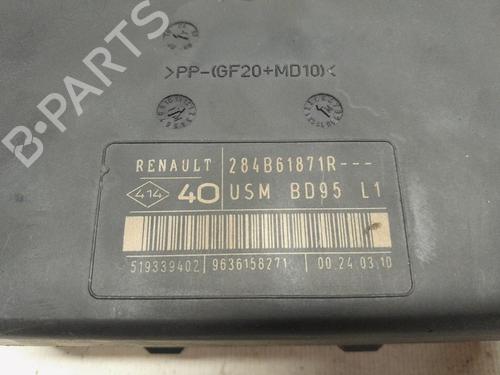 >PP-(GF20+MD10)<
RENAULT 284B61871R---
414 40 USM BD95 L1
519339402 9636158271 00 24 03 10
B-PARTS